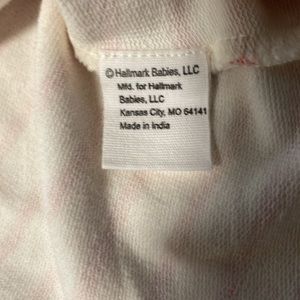 © Hallmark Babies, LLC
Mfd. for Hallmark
Babies, LLC
Kansas City, MO 64141
Made in India